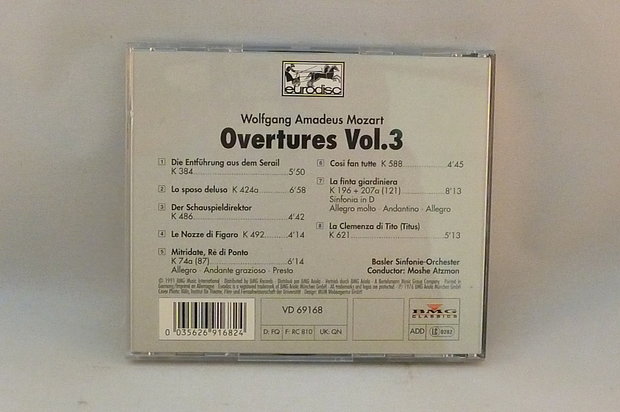 eurodisc
Wolfgang Amadeus Mozart
Overtures Vol.3
1 Die Entführung aus dem Serail
K 384 5'50
2 Lo sposo deluso K 424a 6'58
3 Der Schauspieldirektor
K 486 4'42
4 Le Nozze di Figaro K 492 4'14
5 Mitridate, Rè di Ponto
K 74a (87) 6'14
Allegro · Andante grazioso · Presto
6 Cosi fan tutte K 588 4'45
7 La finta giardiniera
K 196 + 207a (121) 8'13
Sinfonia in D
Allegro molto · Andantino · Allegro
8 La Clemenza di Tito (Titus)
K 621 5'13
Basler Sinfonie-Orchester
Conductor: Moshe Atzmon
0 035626 916824
VD 69168
D: FQ F: RC 810 UK: QN
BMG
CLASSICS
ADD LC 0202